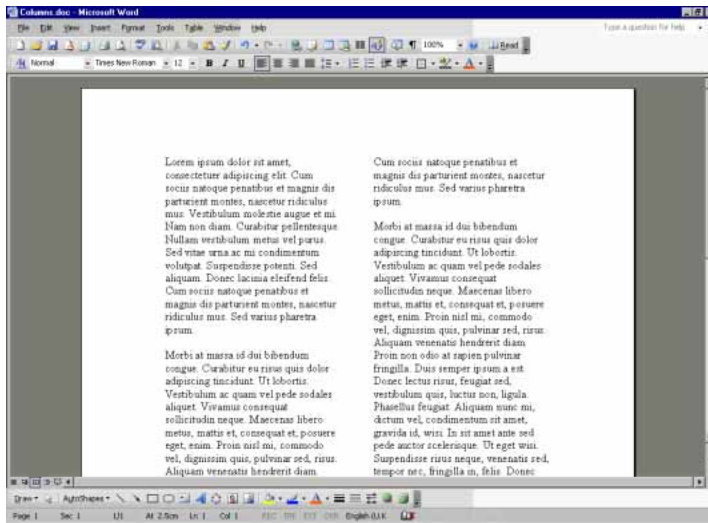 Columns.doc - Microsoft Word
File Edit View Insert Format Tools Table Window Help
Type a question for help
100% Read
Normal Times New Roman 12 B I U
Lorem ipsum dolor sit amet,
consectetuer adipiscing elit. Cum
sociis natoque penatibus et magnis dis
parturient montes, nascetur ridiculus
mus. Vestibulum molestie augue et mi.
Nam non diam. Curabitur pellentesque.
Nullam vestibulum metus vel purus.
Sed vitae urna ac mi condimentum
volutpat. Suspendisse potenti. Sed
aliquam. Donec lacinia eleifend felis.
Cum sociis natoque penatibus et
magnis dis parturient montes, nascetur
ridiculus mus. Sed varius pharetra
ipsum.
Morbi at massa id dui bibendum
congue. Curabitur eu risus quis dolor
adipiscing tincidunt. Ut lobortis.
Vestibulum ac quam vel pede sodales
aliquet. Vivamus consequat
sollicitudin neque. Maecenas libero
metus, mattis et, consequat et, posuere
eget, enim. Proin nisl mi, commodo
vel, dignissim quis, pulvinar sed, risus.
Aliquam venenatis hendrerit diam.
Cum sociis natoque penatibus et
magnis dis parturient montes, nascetur
ridiculus mus. Sed varius pharetra
ipsum.
Morbi at massa id dui bibendum
congue. Curabitur eu risus quis dolor
adipiscing tincidunt. Ut lobortis.
Vestibulum ac quam vel pede sodales
aliquet. Vivamus consequat
sollicitudin neque. Maecenas libero
metus, mattis et, consequat et, posuere
eget, enim. Proin nisl mi, commodo
vel, dignissim quis, pulvinar sed, risus.
Aliquam venenatis hendrerit diam.
Proin non odio at sapien pulvinar
fringilla. Duis semper ipsum a est.
Donec lectus risus, feugiat sed,
vestibulum quis, luctus non, ligula.
Phasellus feugiat. Aliquam nunc mi,
dictum vel, condimentum sit amet,
gravida id, wisi. In sit amet ante sed
pede auctor scelerisque. Ut eget wisi.
Suspendisse risus neque, venenatis sed,
tempor nec, fringilla in, felis. Donec
Draw AutoShapes
Page 1 Sec 1 1/1 At 2.5cm Ln 1 Col 1 REC TRK EXT OVR English (U.K